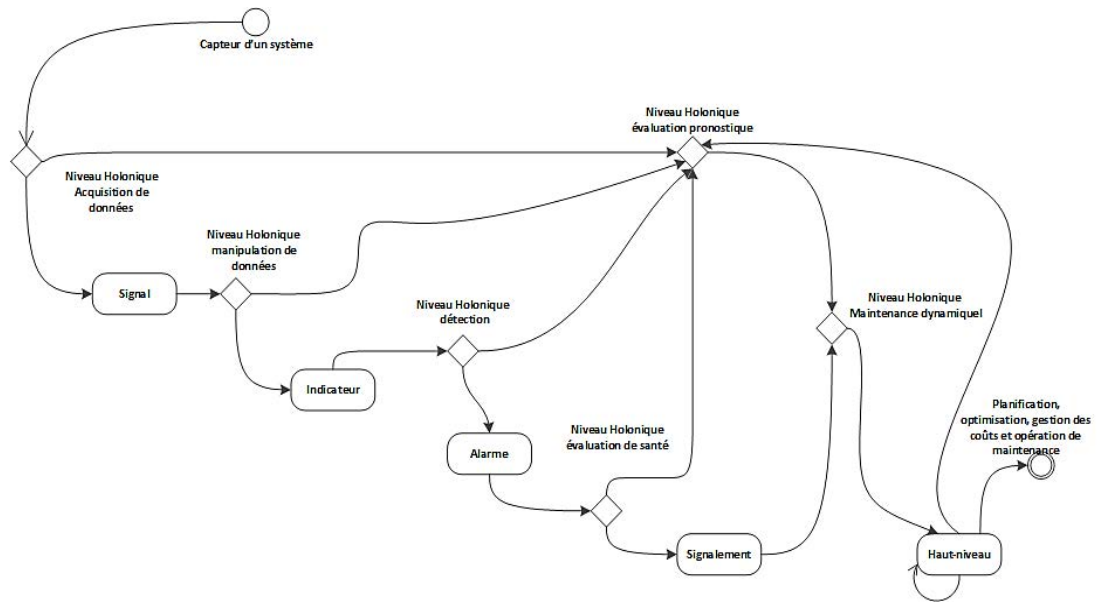 Capteur d'un système
Niveau Holonique
évaluation pronostique
Niveau Holonique
Acquisition de
données
Niveau Holonique
manipulation de
données
Signal
Niveau Holonique
détection
Niveau Holonique
Maintenance dynamiquel
Indicateur
Planification,
optimisation, gestion des
coûts et opération de
maintenance
Niveau Holonique
évaluation de santé
Alarme
Signalement
Haut-niveau